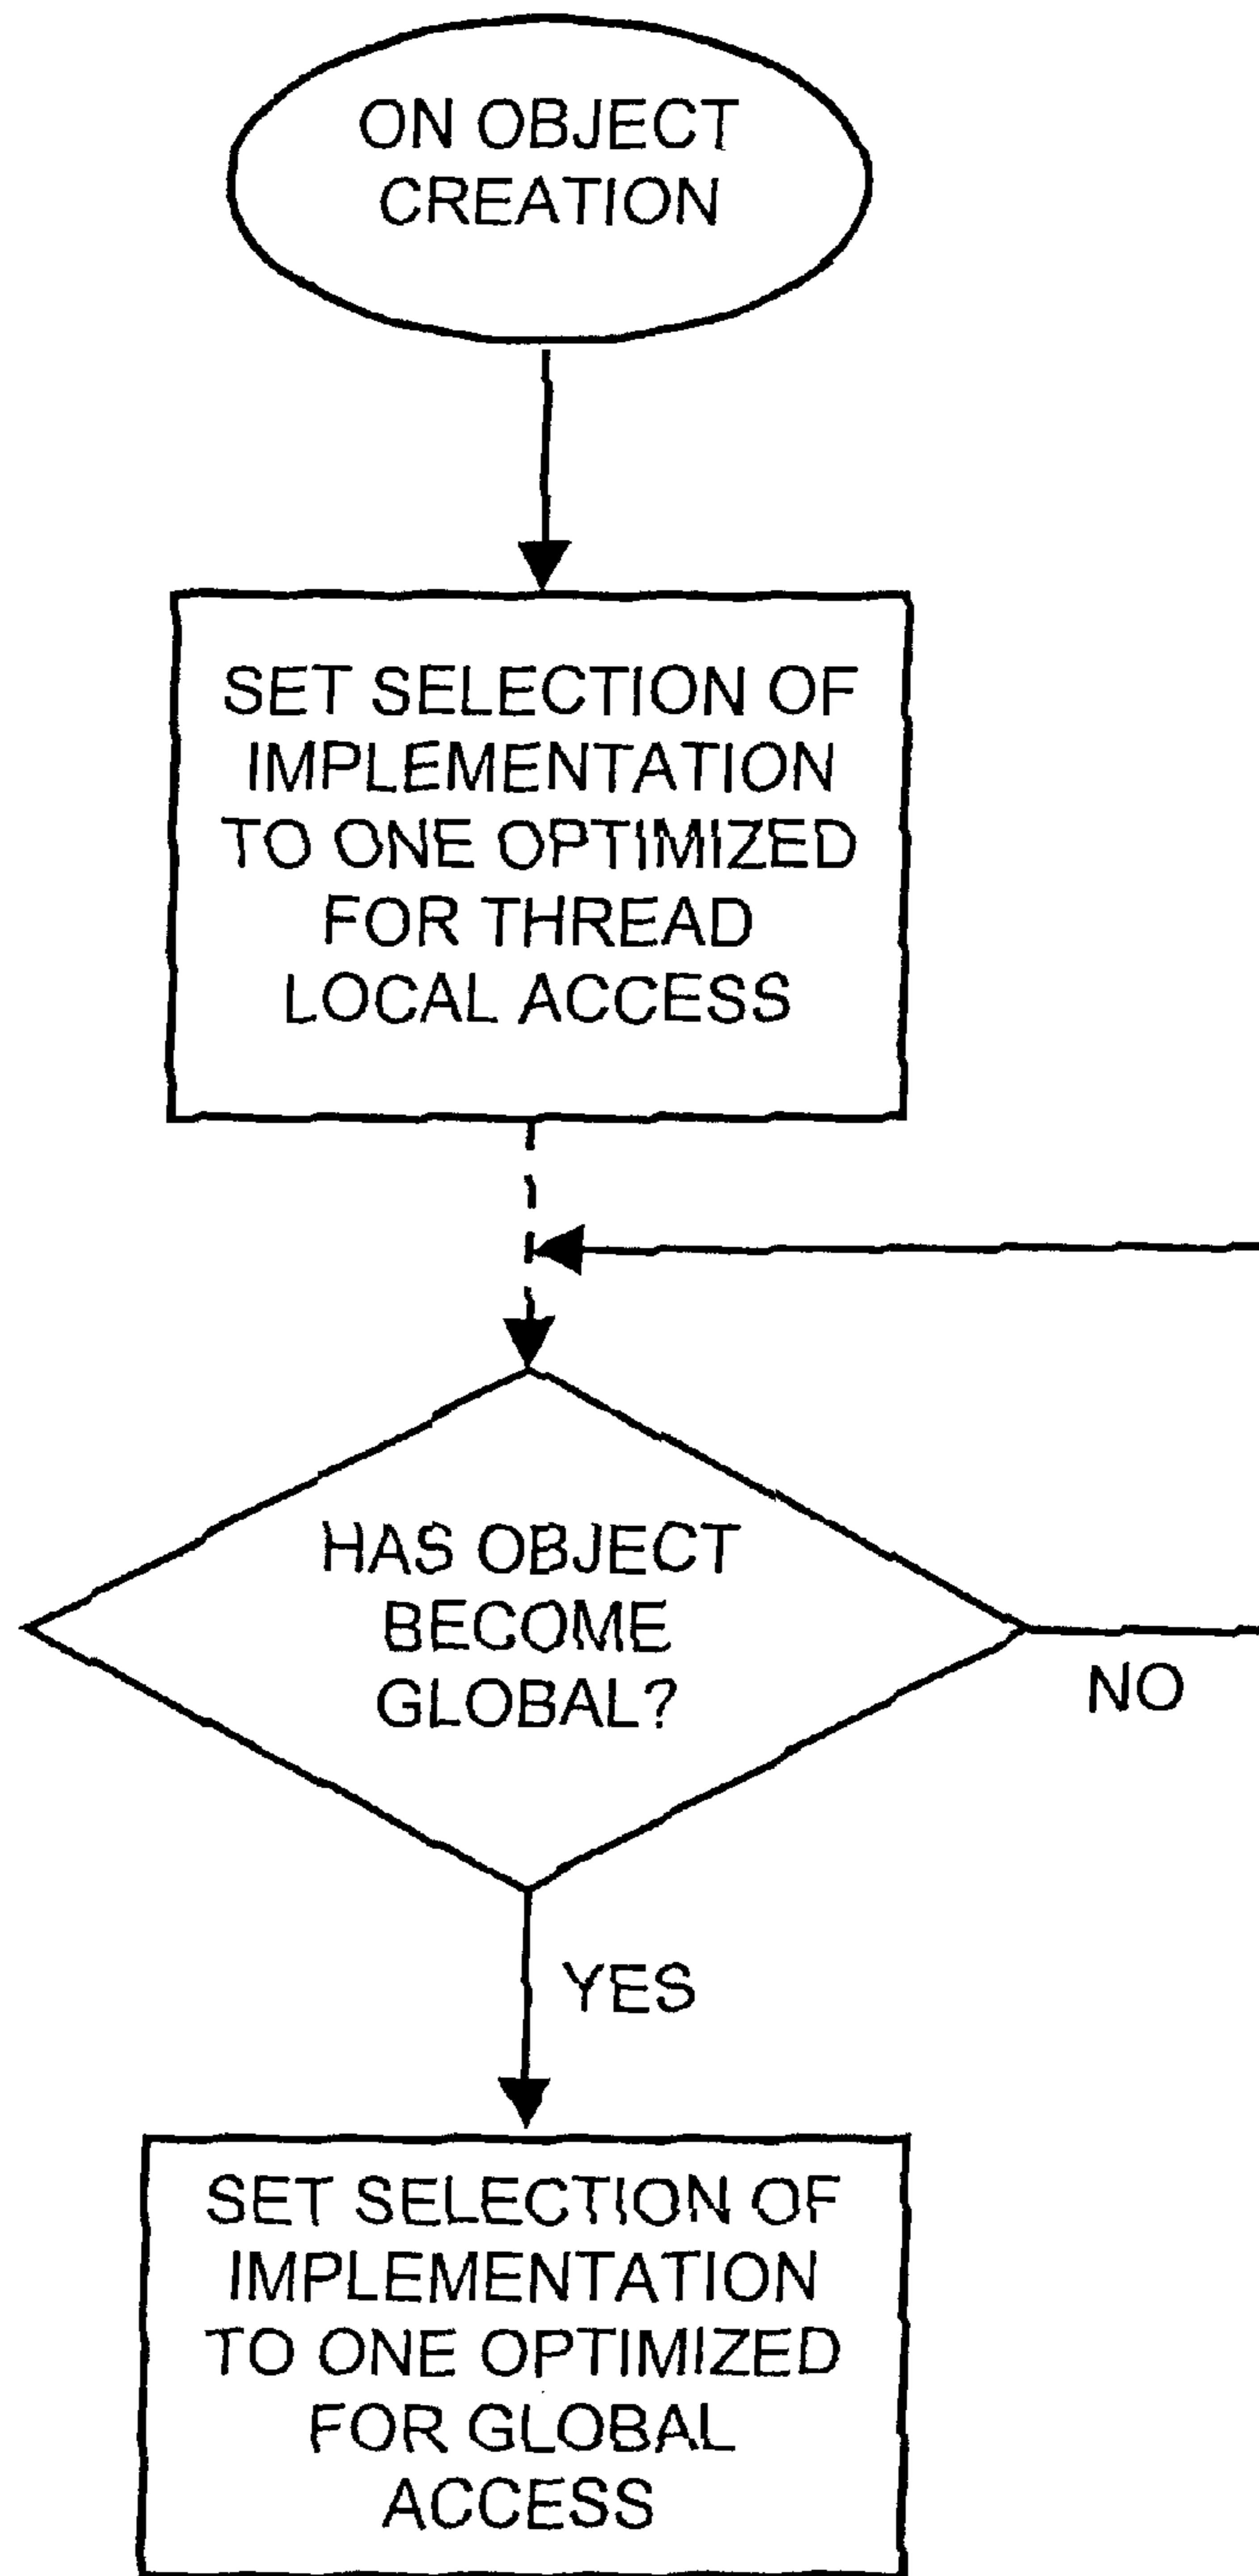 ON OBJECT
CREATION
SET SELECTION OF
IMPLEMENTATION
TO ONE OPTIMIZED
FOR THREAD
LOCAL ACCESS
HAS OBJECT
BECOME
GLOBAL?
NO
YES
SET SELECTION OF
IMPLEMENTATION
TO ONE OPTIMIZED
FOR GLOBAL
ACCESS